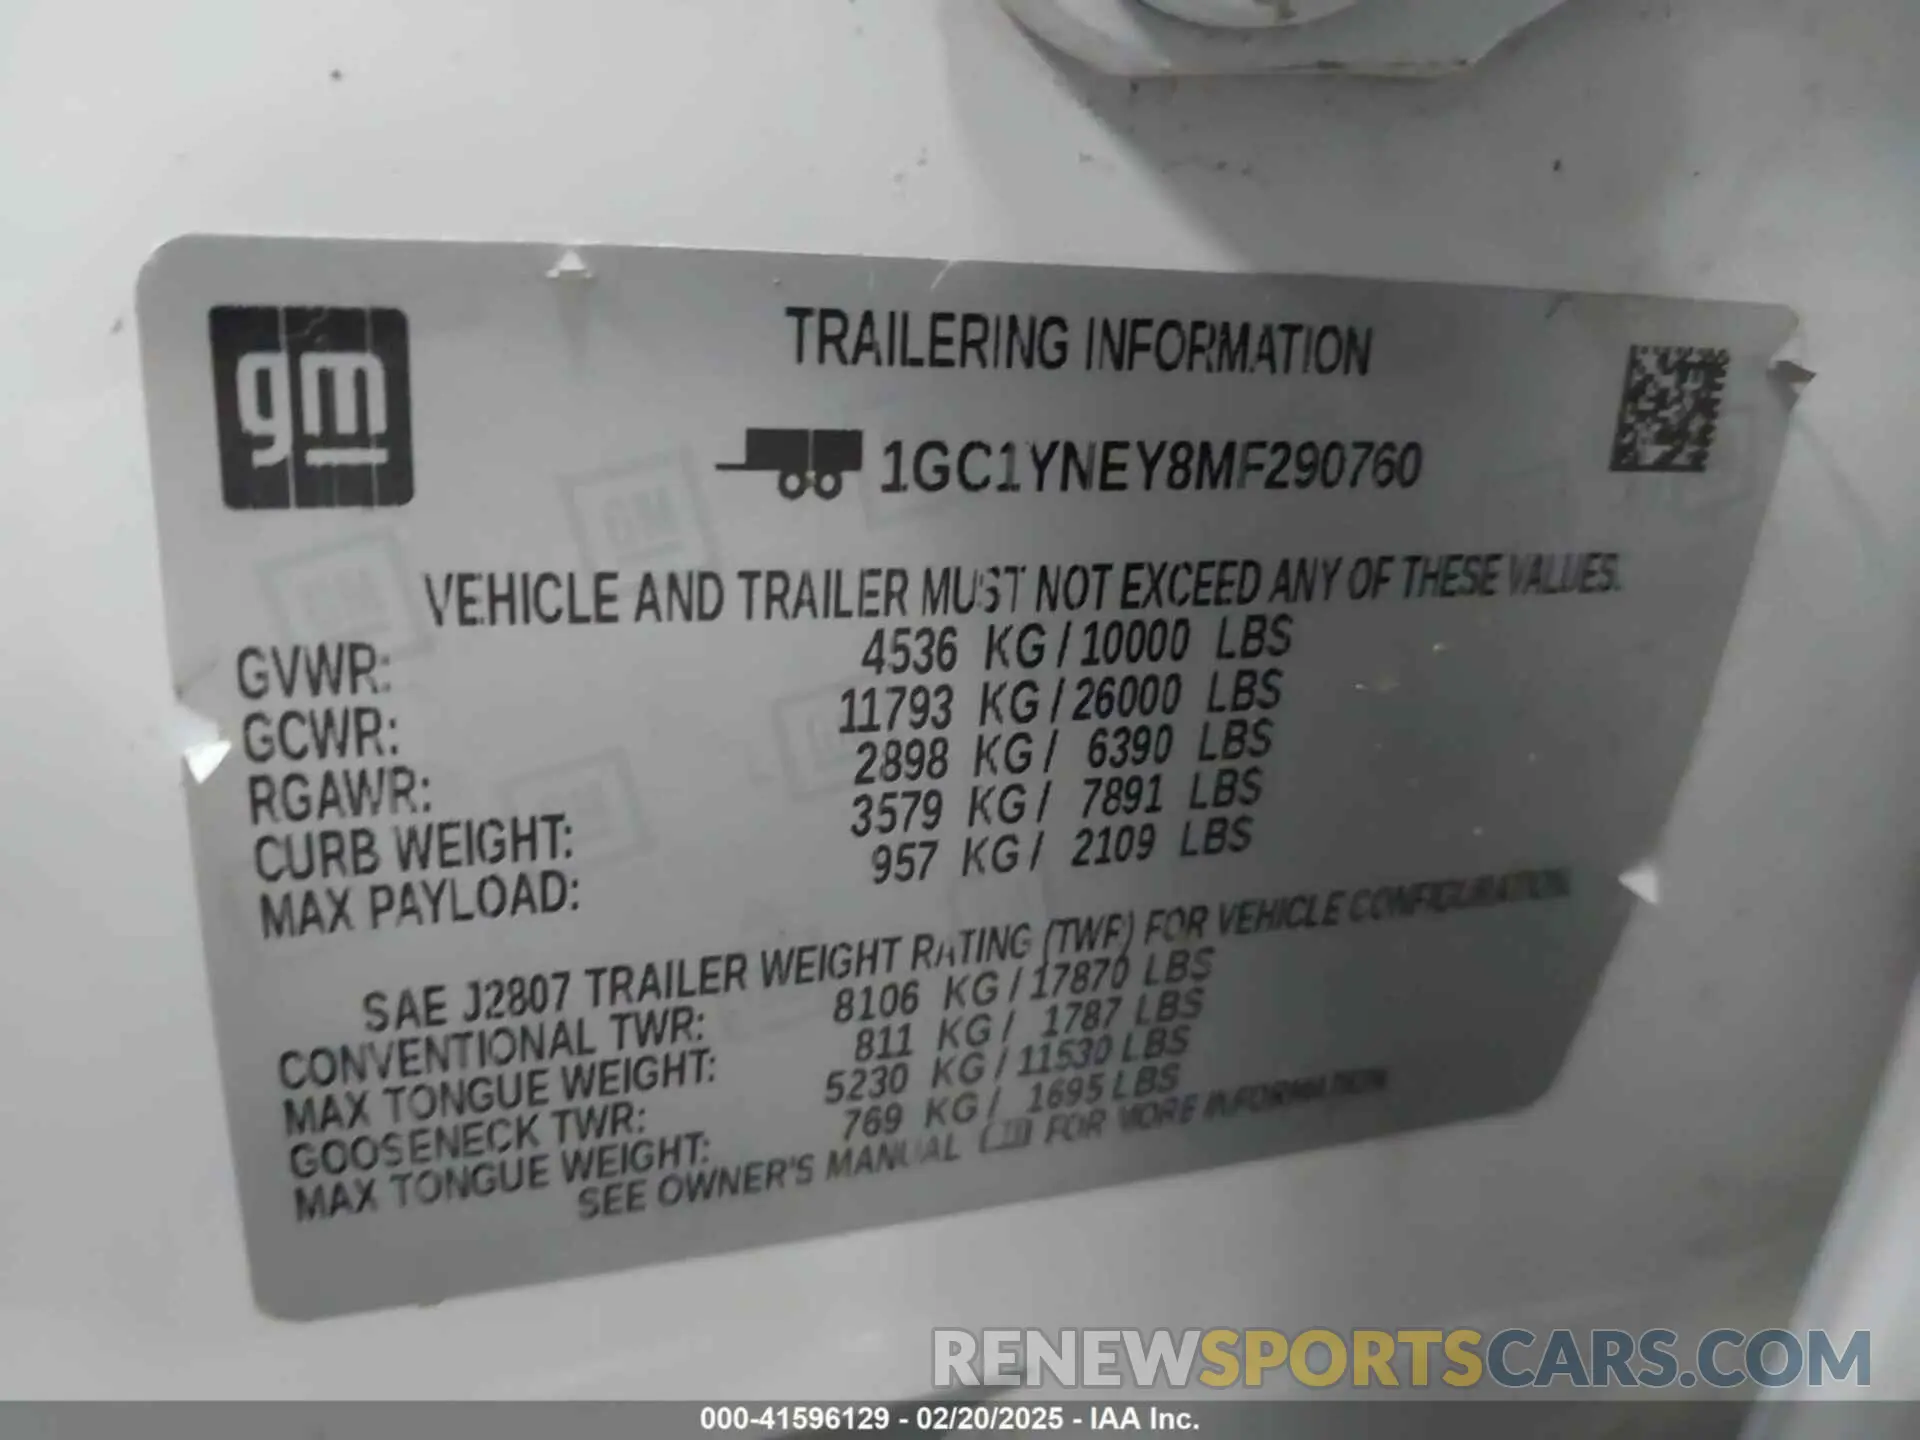 gm
TRAILERING INFORMATION
1GC1YNEY8MF290760
VEHICLE AND TRAILER MUST NOT EXCEED ANY OF THESE VALUES.
GVWR: 4536 KG / 10000 LBS
GCWR: 11793 KG / 26000 LBS
RGAWR: 2898 KG / 6390 LBS
CURB WEIGHT: 3579 KG / 7891 LBS
MAX PAYLOAD: 957 KG / 2109 LBS
SAE J2807 TRAILER WEIGHT RATING (TWR) FOR VEHICLE CONFIGURATION
CONVENTIONAL TWR: 8106 KG / 17870 LBS
MAX TONGUE WEIGHT: 811 KG / 1787 LBS
GOOSENECK TWR: 5230 KG / 11530 LBS
MAX TONGUE WEIGHT: 769 KG / 1695 LBS
SEE OWNER'S MANUAL FOR MORE INFORMATION
RENEWSPORTSCARS.COM
000-41596129 - 02/20/2025 - IAA Inc.